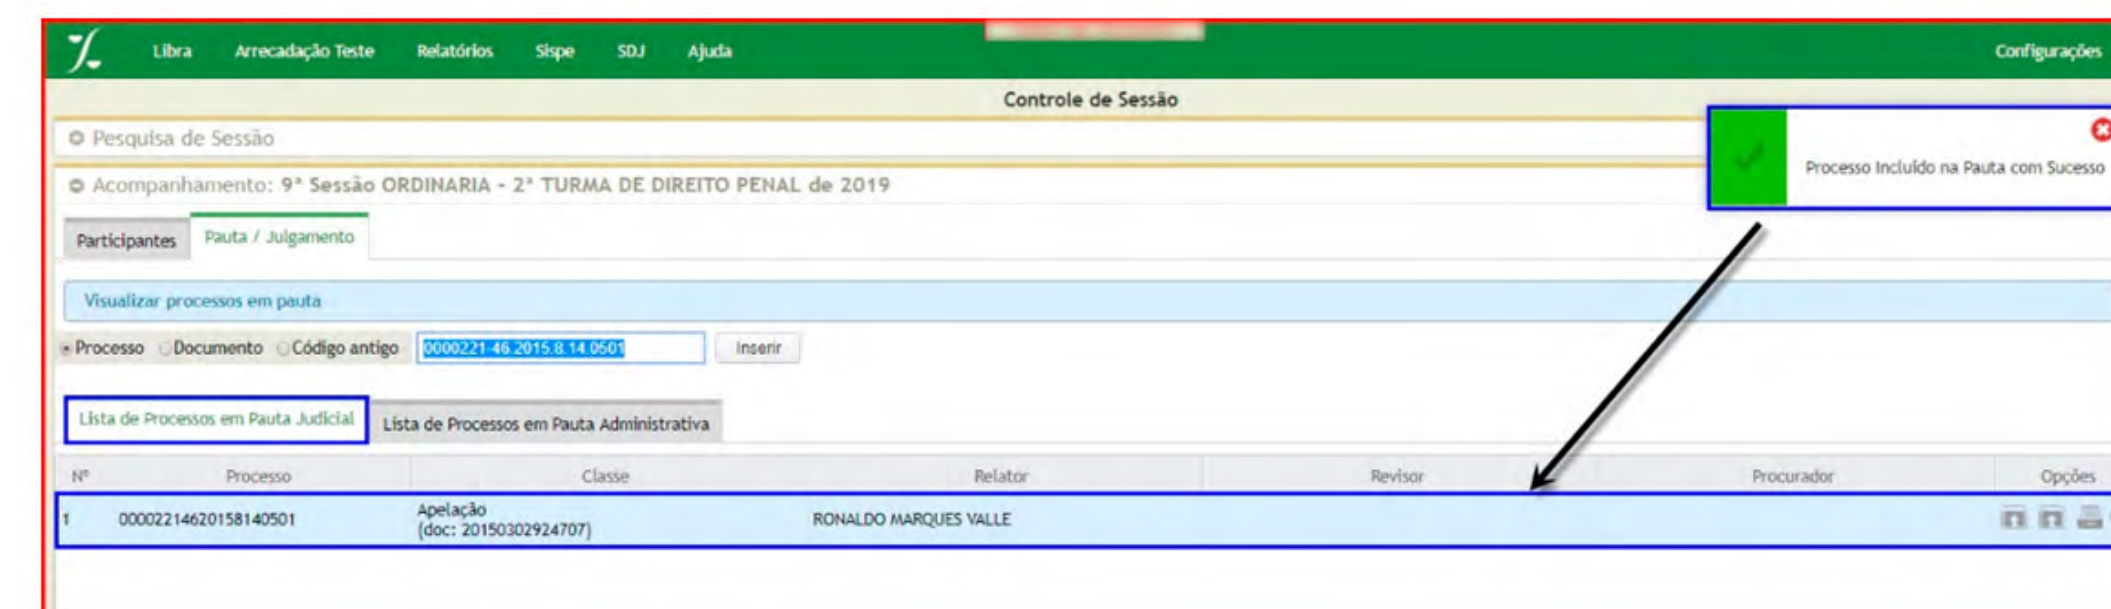 Libra Arrecadação Teste Relatórios Sispe SDJ Ajuda Configurações
Controle de Sessão
Pesquisa de Sessão
Processo Incluído na Pauta com Sucesso
Acompanhamento: 9ª Sessão ORDINARIA - 2ª TURMA DE DIREITO PENAL de 2019
Participantes Pauta / Julgamento
Visualizar processos em pauta
Processo Documento Código antigo 0000221-46.2015.8.14.0501 Inserir
Lista de Processos em Pauta Judicial Lista de Processos em Pauta Administrativa
Nº Processo Classe Relator Revisor Procurador Opções
1 00002214620158140501 Apelação RONALDO MARQUES VALLE
(doc: 20150302924707)